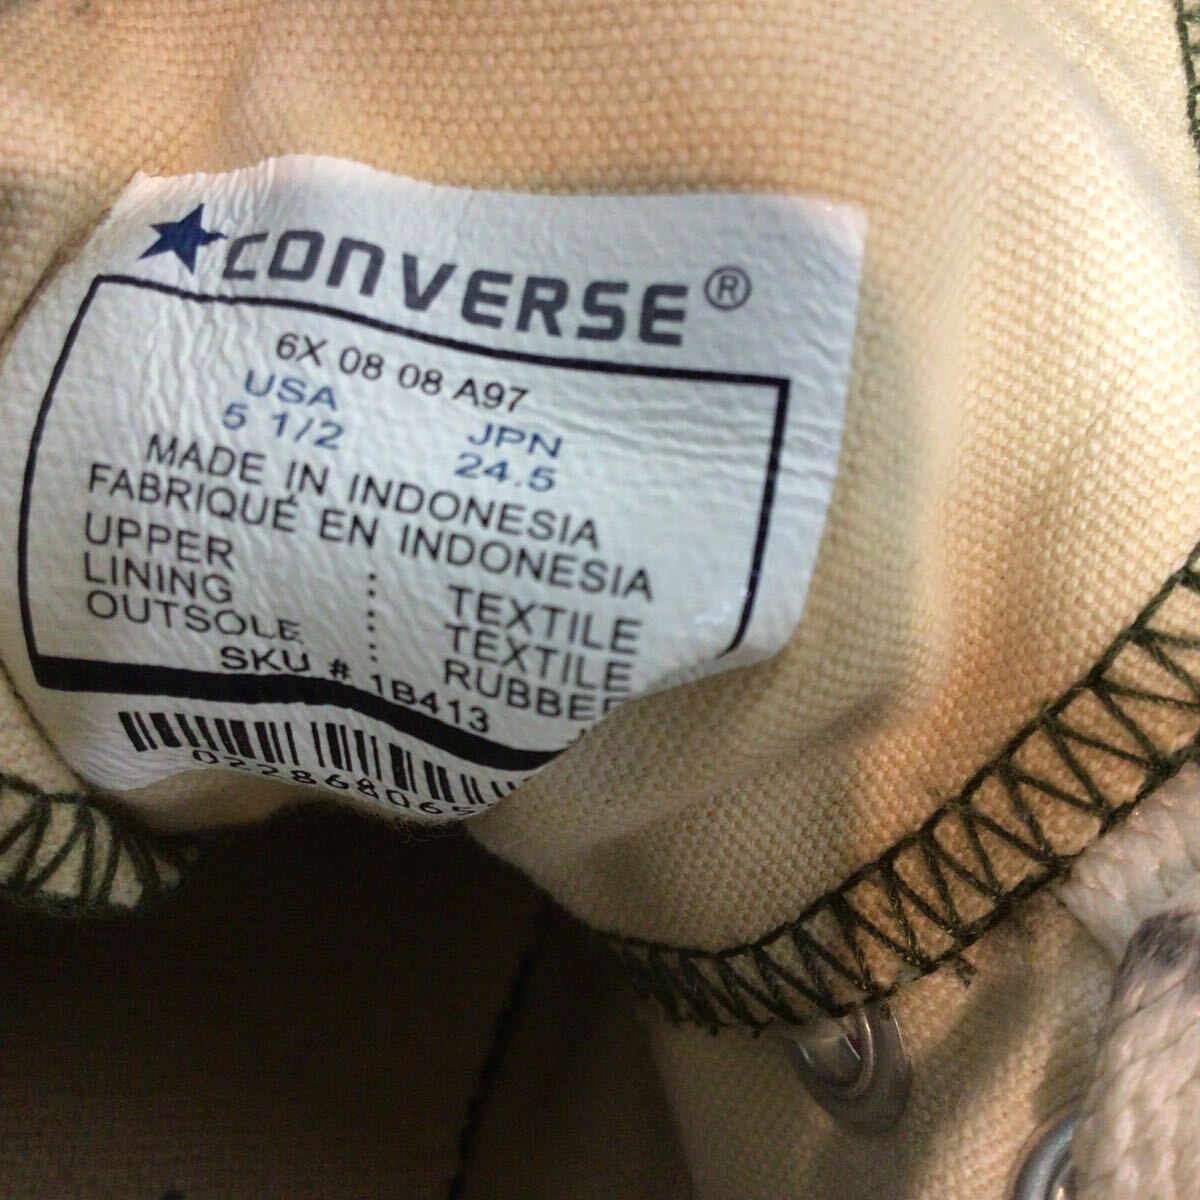 CONVERSE®
6X 08 08 A97
USA JPN
5 1/2 24.5
MADE IN INDONESIA
FABRIQUÉ EN INDONESIA
UPPER : TEXTILE
LINING : TEXTILE
OUTSOLE : RUBBER
SKU # : 1B413
022868065